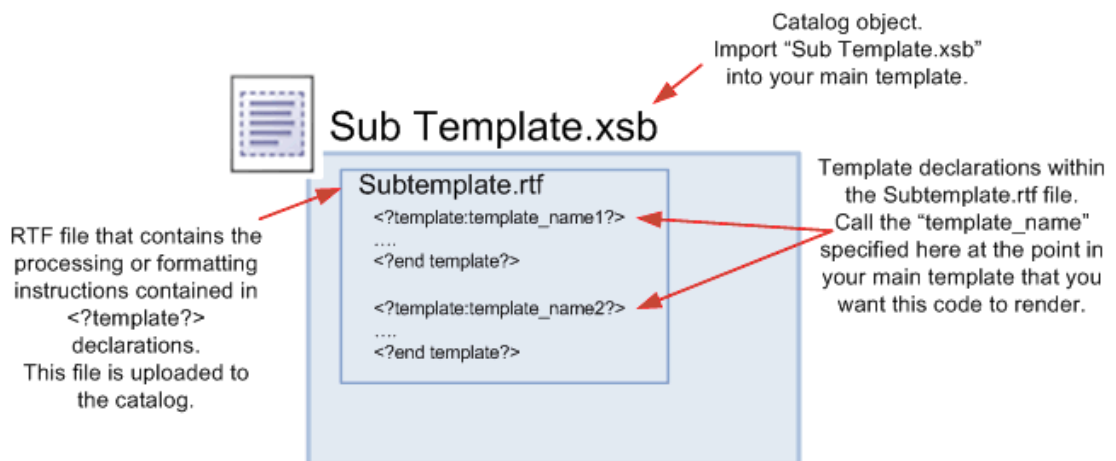 Catalog object.
Import “Sub Template.xsb”
into your main template.
Sub Template.xsb
Subtemplate.rtf
<?template:template_name1?>
....
<?end template?>
<?template:template_name2?>
....
<?end template?>
RTF file that contains the
processing or formatting
instructions contained in
<?template?>
declarations.
This file is uploaded to
the catalog.
Template declarations within
the Subtemplate.rtf file.
Call the “template_name”
specified here at the point in
your main template that you
want this code to render.